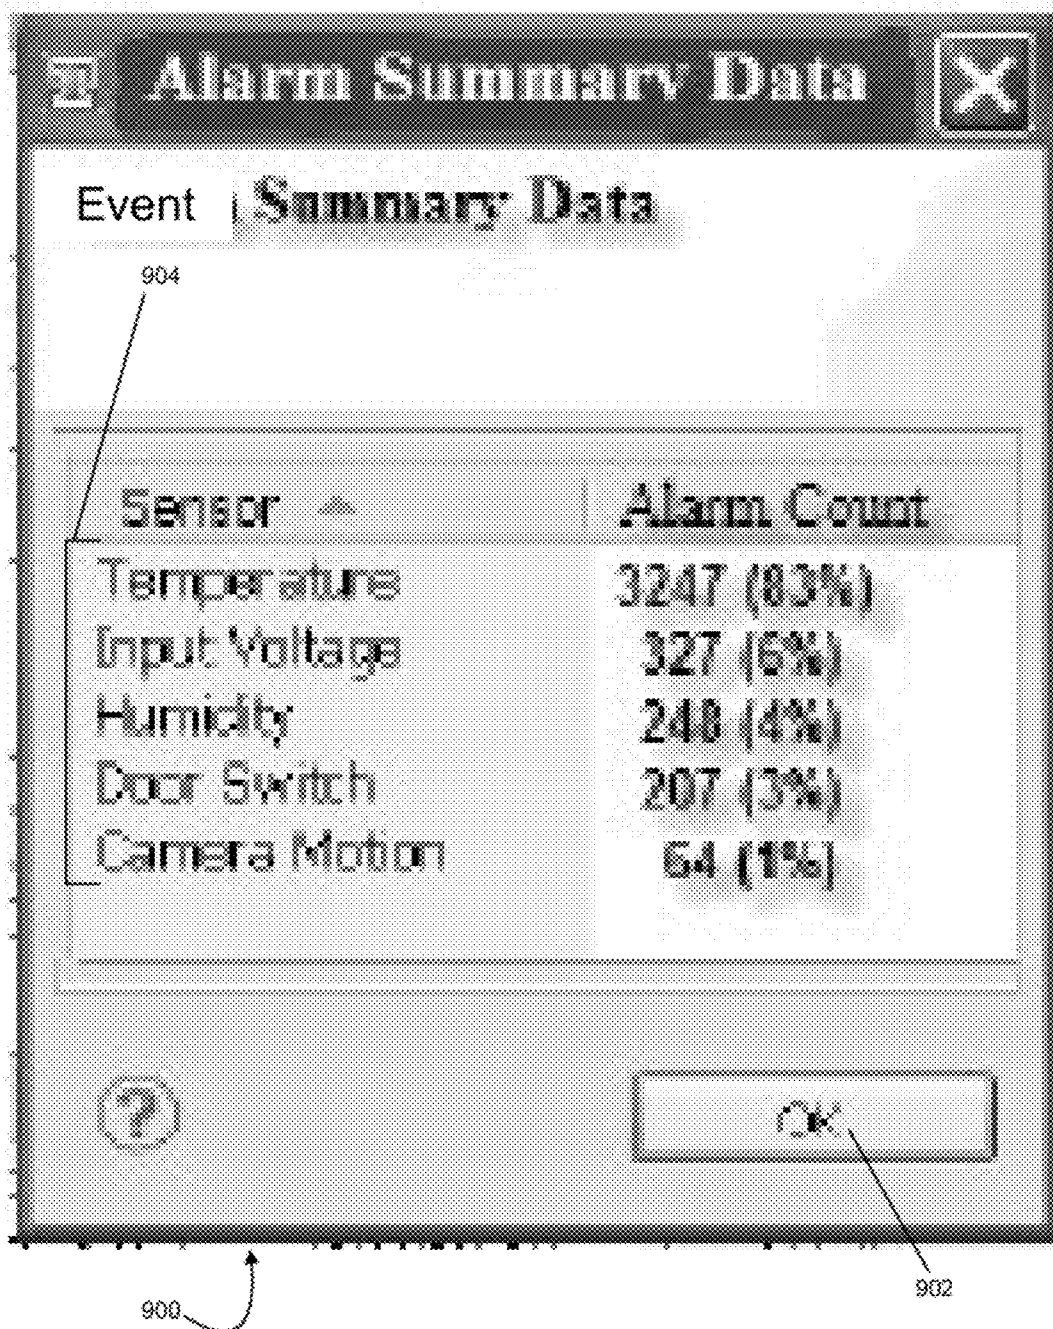 Alarm Summary Data
Event Summary Data
904
Sensor Alarm Count
Temperature 3247 (83%)
Input Voltage 327 (6%)
Humidity 248 (4%)
Door Switch 207 (3%)
Camera Motion 64 (1%)
? OK
902
900